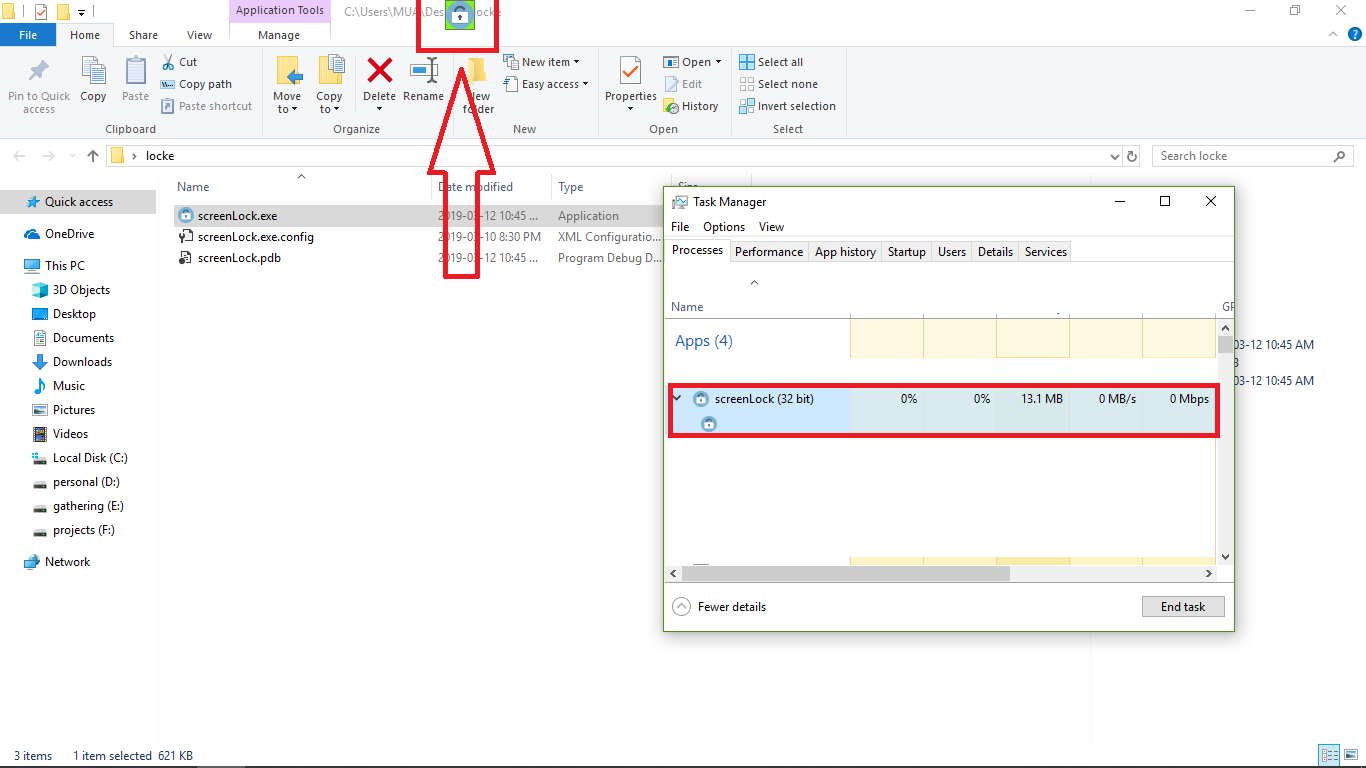 Application Tools
C:\Users\MUA\Des
locke
File
Home
Share
View
Manage
Pin to Quick
access
Copy
Paste
Cut
Copy path
Paste shortcut
Move
to
Copy
to
Delete
Rename
New
folder
New item
Easy access
Properties
Open
Edit
History
Select all
Select none
Invert selection
Clipboard
Organize
New
Open
Select
locke
Search locke
Name
Date modified
Type
Size
Quick access
OneDrive
This PC
3D Objects
Desktop
Documents
Downloads
Music
Pictures
Videos
Local Disk (C:)
personal (D:)
gathering (E:)
projects (F:)
Network
screenLock.exe
2019-03-12 10:45 ...
Application
screenLock.exe.config
2019-03-10 8:30 PM
XML Configuratio...
screenLock.pdb
2019-03-12 10:45 ...
Program Debug D...
Task Manager
File Options View
Processes Performance App history Startup Users Details Services
Name
Apps (4)
screenLock (32 bit) 0% 0% 13.1 MB 0 MB/s 0 Mbps
Fewer details
End task
03-12 10:45 AM
03-12 10:45 AM
3 items 1 item selected 621 KB